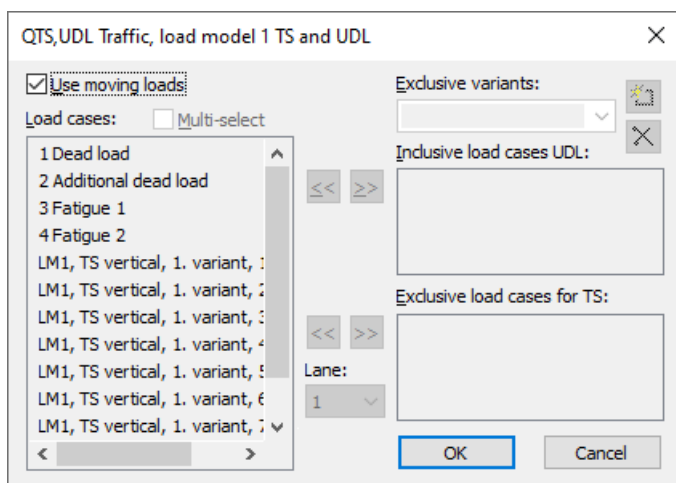 QTS,UDL Traffic, load model 1 TS and UDL
Use moving loads
Load cases:
Multi-select
1 Dead load
2 Additional dead load
3 Fatigue 1
4 Fatigue 2
LM1, TS vertical, 1. variant, 1
LM1, TS vertical, 1. variant, 2
LM1, TS vertical, 1. variant, 3
LM1, TS vertical, 1. variant, 4
LM1, TS vertical, 1. variant, 5
LM1, TS vertical, 1. variant, 6
LM1, TS vertical, 1. variant, 7
<< >>
<< >>
Lane:
1
Exclusive variants:
Inclusive load cases UDL:
Exclusive load cases for TS:
OK
Cancel